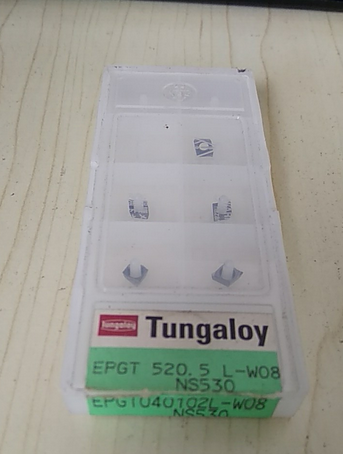 Tungaloy
Tungaloy
EPGT 520.5 L-W08
NS530
EPGT040102L-W08
NS530